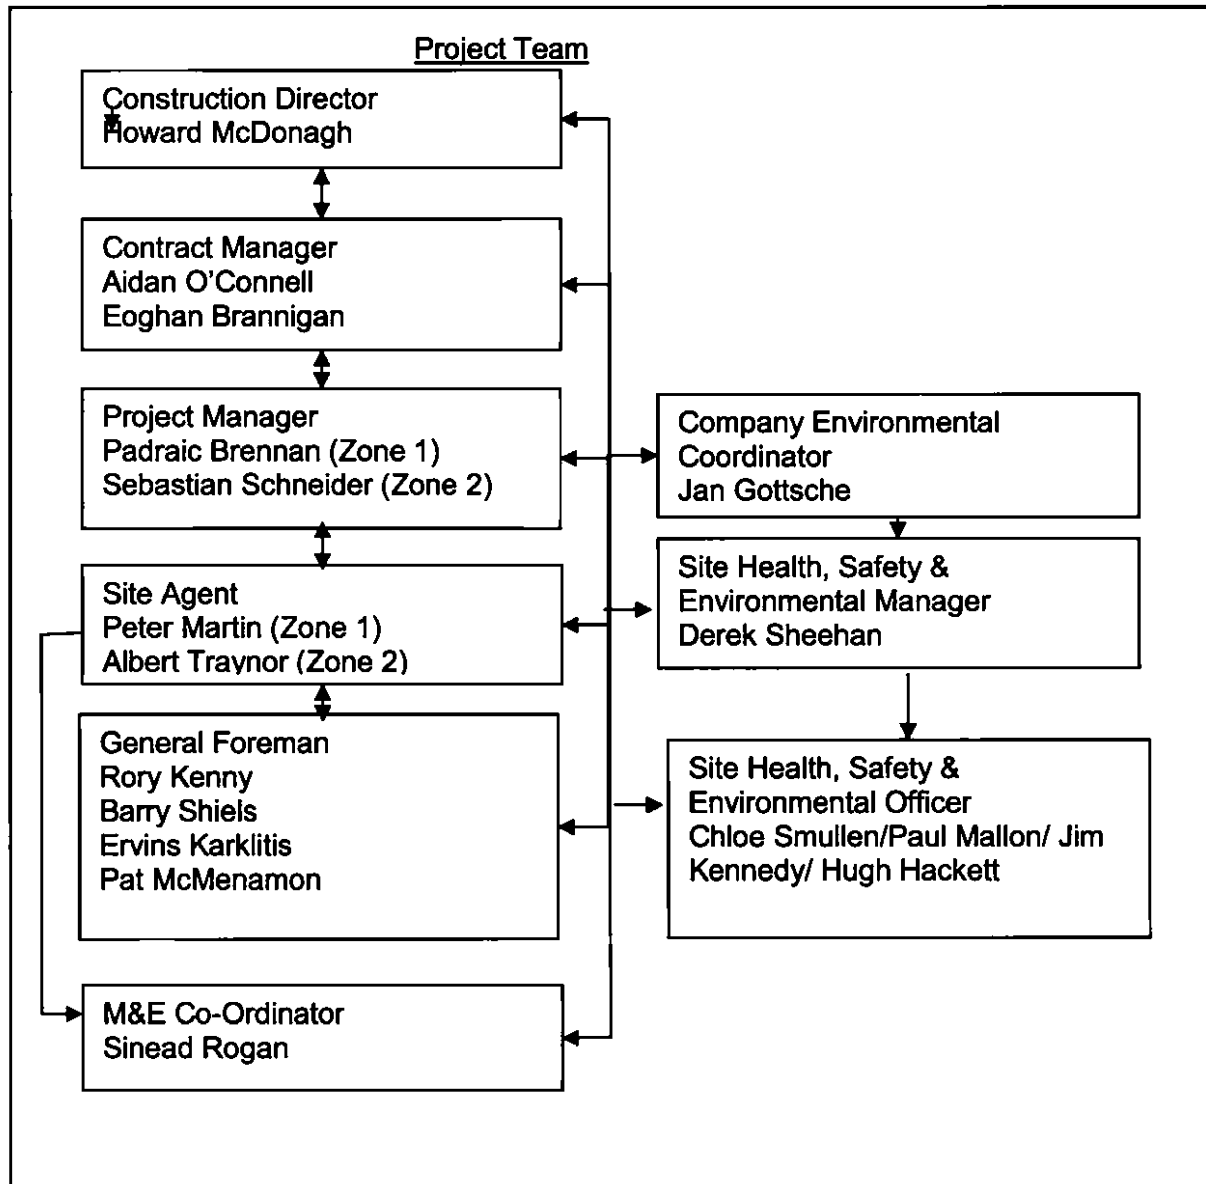 Project Team
Construction Director
Howard McDonagh
Contract Manager
Aidan O'Connell
Eoghan Brannigan
Project Manager
Padraic Brennan (Zone 1)
Sebastian Schneider (Zone 2)
Site Agent
Peter Martin (Zone 1)
Albert Traynor (Zone 2)
General Foreman
Rory Kenny
Barry Shiels
Ervins Karklitis
Pat McMenamon
M&E Co-Ordinator
Sinead Rogan
Company Environmental
Coordinator
Jan Gottsche
Site Health, Safety &
Environmental Manager
Derek Sheehan
Site Health, Safety &
Environmental Officer
Chloe Smullen/Paul Mallon/ Jim
Kennedy/ Hugh Hackett